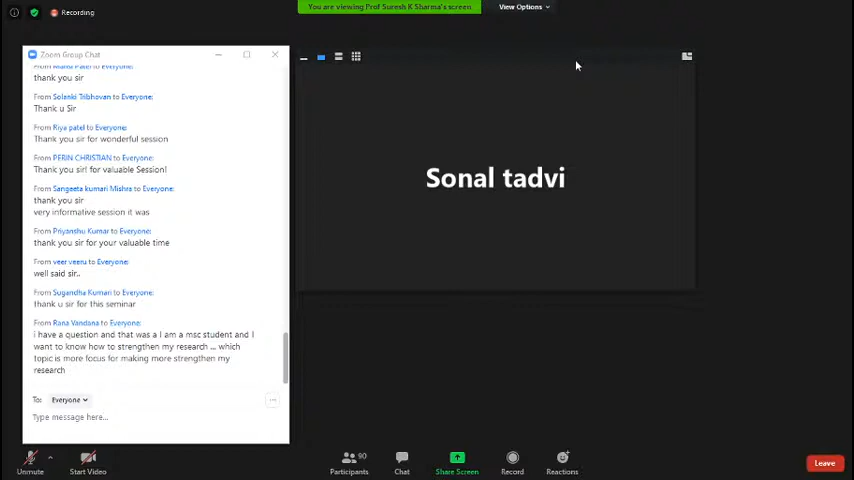 Recording
You are viewing Prof Suresh K Sharma's screen
View Options
Zoom Group Chat
Patel to Everyone:
thank you sir
From Solanki Tribhovan to Everyone:
Thank u Sir
From Riya patel to Everyone:
Thank you sir for wonderful session
From PERIN CHRISTIAN to Everyone:
Thank you sir! for valuable Session!
From Sangeeta kumari Mishra to Everyone:
thank you sir
very informative session it was
From Priyanshu Kumar to Everyone:
thank you sir for your valuable time
From veer veeru to Everyone:
well said sir..
From Sugandha Kumari to Everyone:
thank u sir for this seminar
From Rana Vandana to Everyone:
i have a question and that was a I am a msc student and I
want to know how to strengthen my research ... which
topic is more focus for making more strengthen my
research
To: Everyone
Type message here...
Sonal tadvi
Unmute
Start Video
90
Participants
Chat
Share Screen
Record
Reactions
Leave